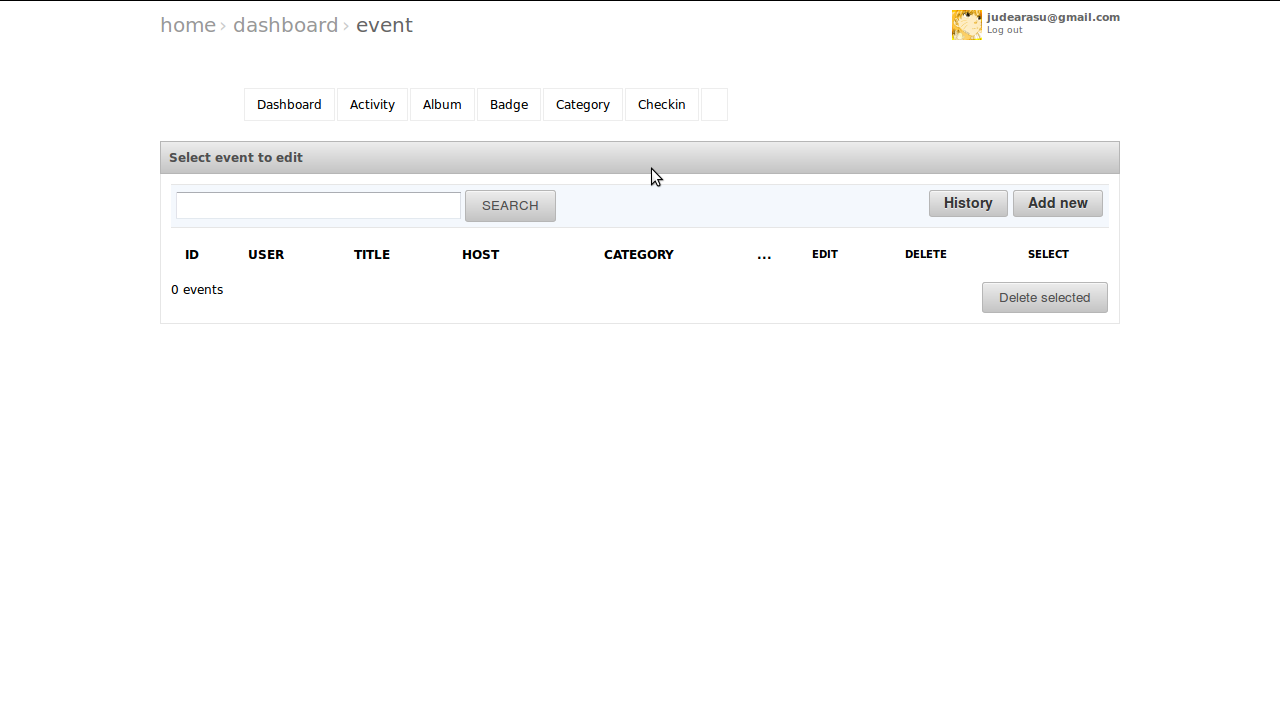 home › dashboard › event
judearasu@gmail.com
Log out
Dashboard Activity Album Badge Category Checkin
Select event to edit
SEARCH History Add new
ID USER TITLE HOST CATEGORY ... EDIT DELETE SELECT
0 events
Delete selected